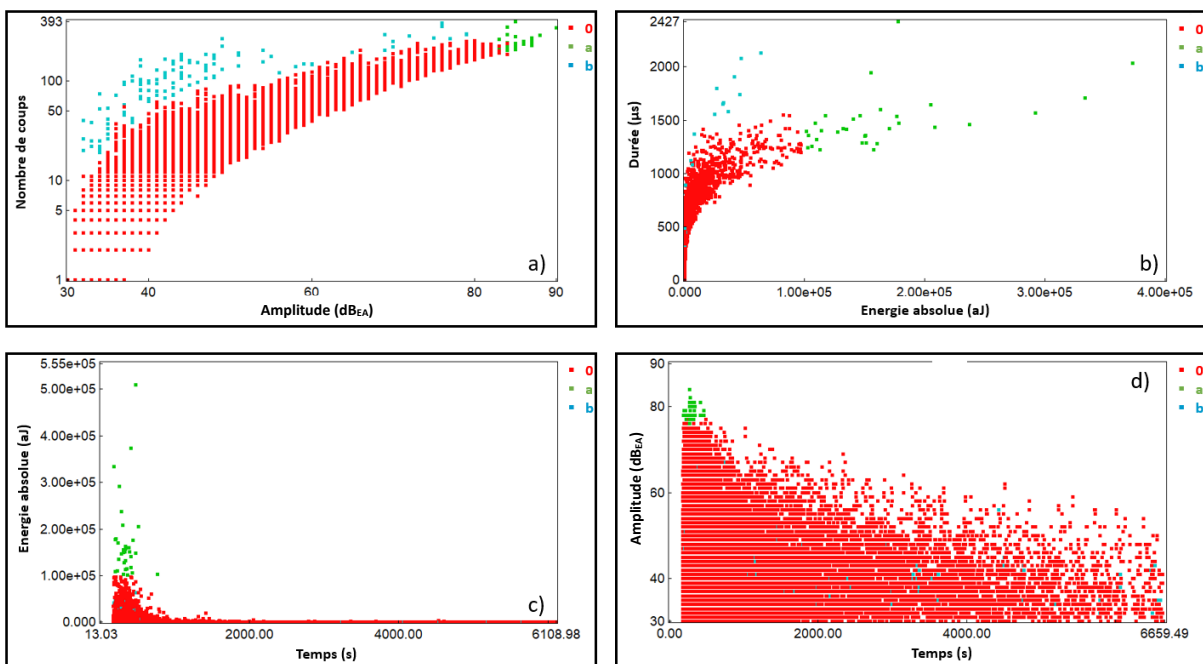 393
100
50
10
5
1
30
40
60
80
90
Nombre de coups
Amplitude (dBEA)
a)
0
a
b
2427
2000
1500
1000
500
0
0.000
1.00e+05
2.00e+05
3.00e+05
4.00e+05
Durée (µs)
Energie absolue (aJ)
b)
0
a
b
5.55e+05
5.00e+05
4.00e+05
3.00e+05
2.00e+05
1.00e+05
0.000
13.03
2000.00
4000.00
6108.98
Energie absolue (aJ)
Temps (s)
c)
0
a
b
90
80
60
50
40
30
0.00
2000.00
4000.00
6659.49
Amplitude (dBEA)
Temps (s)
d)
0
a
b